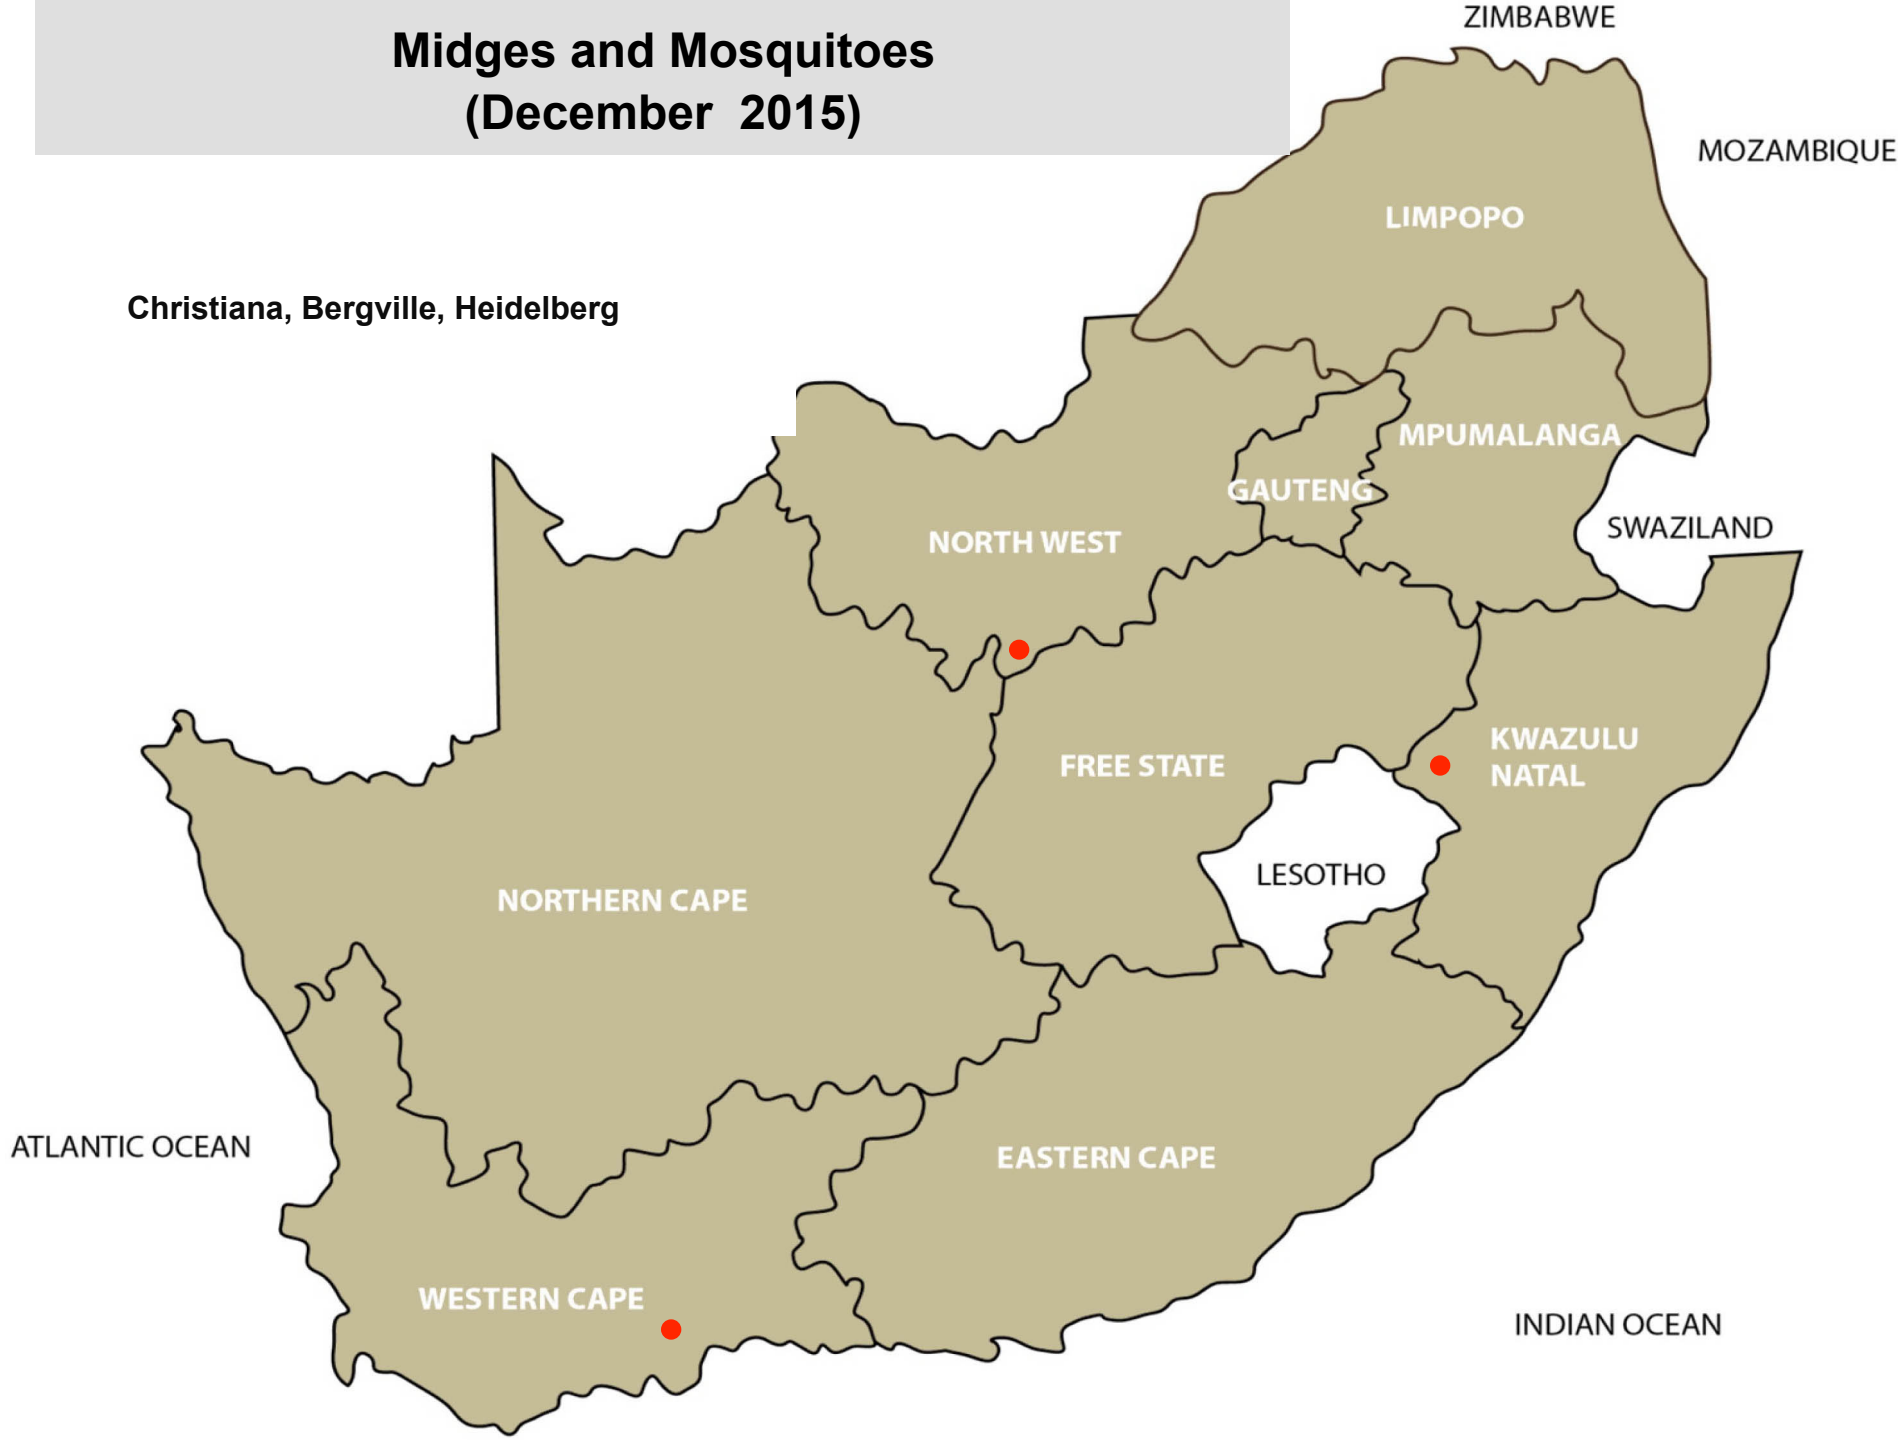 Midges and Mosquitoes
(December  2015)
ZIMBABWE
MOZAMBIQUE
LIMPOPO
Christiana, Bergville, Heidelberg
MPUMALANGA
GAUTENG
SWAZILAND
NORTH WEST
KWAZULU
NATAL
FREE STATE
LESOTHO
NORTHERN CAPE
ATLANTIC OCEAN
EASTERN CAPE
WESTERN CAPE
INDIAN OCEAN